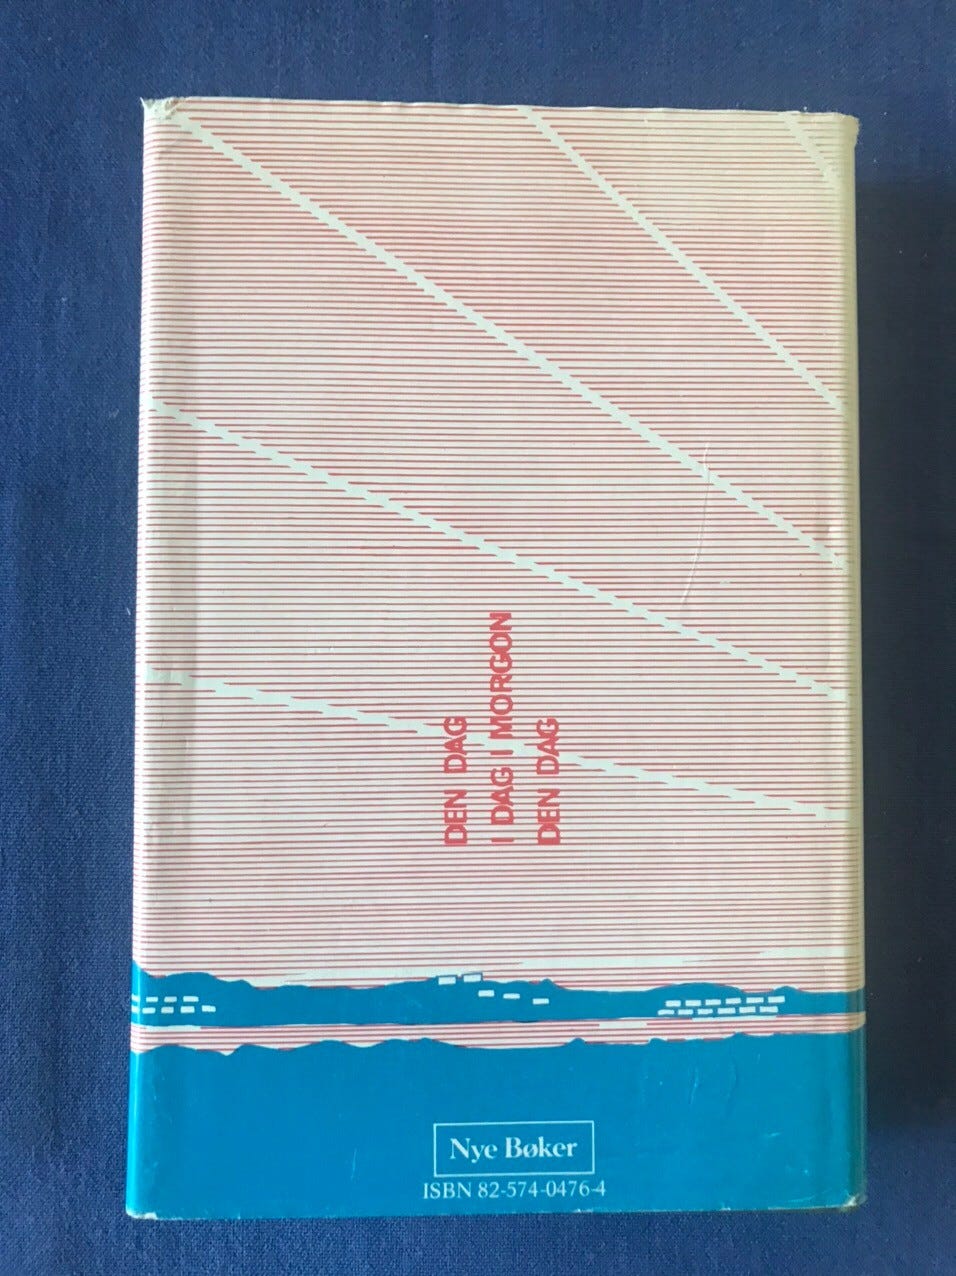 DEN DAG
I DAG I MORGON
DEN DAG
Nye Bøker
ISBN 82-574-0476-4